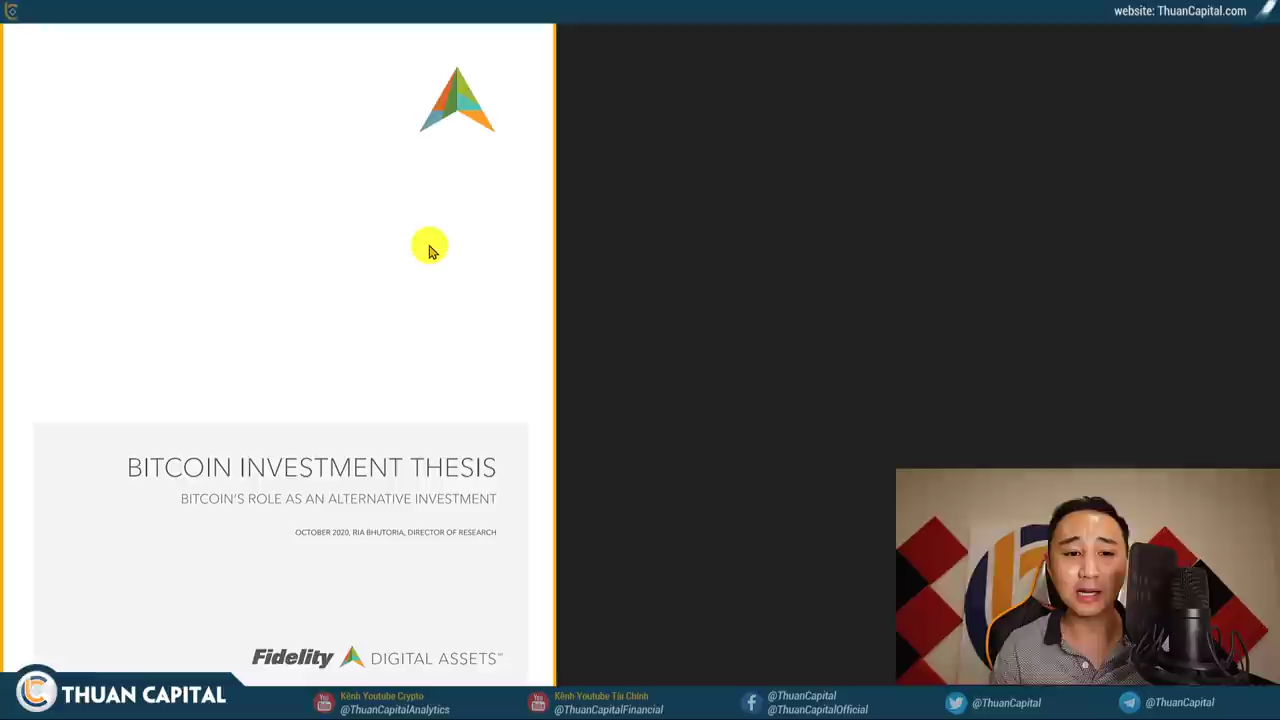 website: ThuanCapital.com
BITCOIN INVESTMENT THESIS
BITCOIN'S ROLE AS AN ALTERNATIVE INVESTMENT
OCTOBER 2020, RIA BHUTORIA, DIRECTOR OF RESEARCH
Fidelity DIGITAL ASSETS℠
THUAN CAPITAL
Kênh Youtube Crypto
@ThuanCapitalAnalytics
Kênh Youtube Tài Chính
@ThuanCapitalFinancial
@ThuanCapital
@ThuanCapitalOfficial
@ThuanCapital
@ThuanCapital